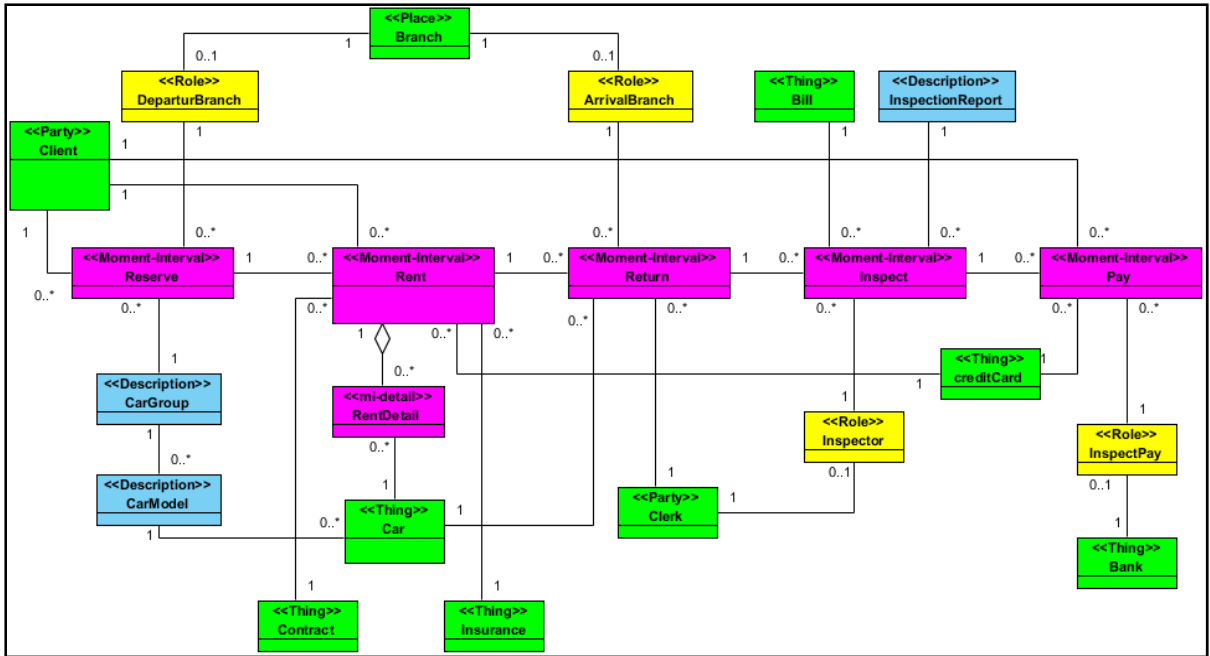 <<Place>>
Branch
1
1
0..1
0..1
<<Role>>
DeparturBranch
<<Role>>
ArrivalBranch
<<Thing>>
Bill
<<Description>>
InspectionReport
<<Party>>
Client
1
1
1
1
1
1
1
0..*
0..*
0..*
0..*
0..*
0..*
<<Moment-Interval>>
Reserve
1
0..*
<<Moment-Interval>>
Rent
1
0..*
<<Moment-Interval>>
Return
1
0..*
<<Moment-Interval>>
Inspect
1
0..*
<<Moment-Interval>>
Pay
0..*
0..*
0..*
1
0..*
0..*
0..*
0..*
0..*
0..*
0..*
1
0..*
<<Description>>
CarGroup
<<mi-detail>>
RentDetail
1
<<Thing>>
creditCard
1
1
0..*
0..*
1
1
1
<<Role>>
Inspector
<<Role>>
InspectPay
<<Description>>
CarModel
1
0..*
<<Thing>>
Car
1
1
<<Party>>
Clerk
1
0..1
0..1
1
<<Thing>>
Bank
1
1
<<Thing>>
Contract
<<Thing>>
Insurance